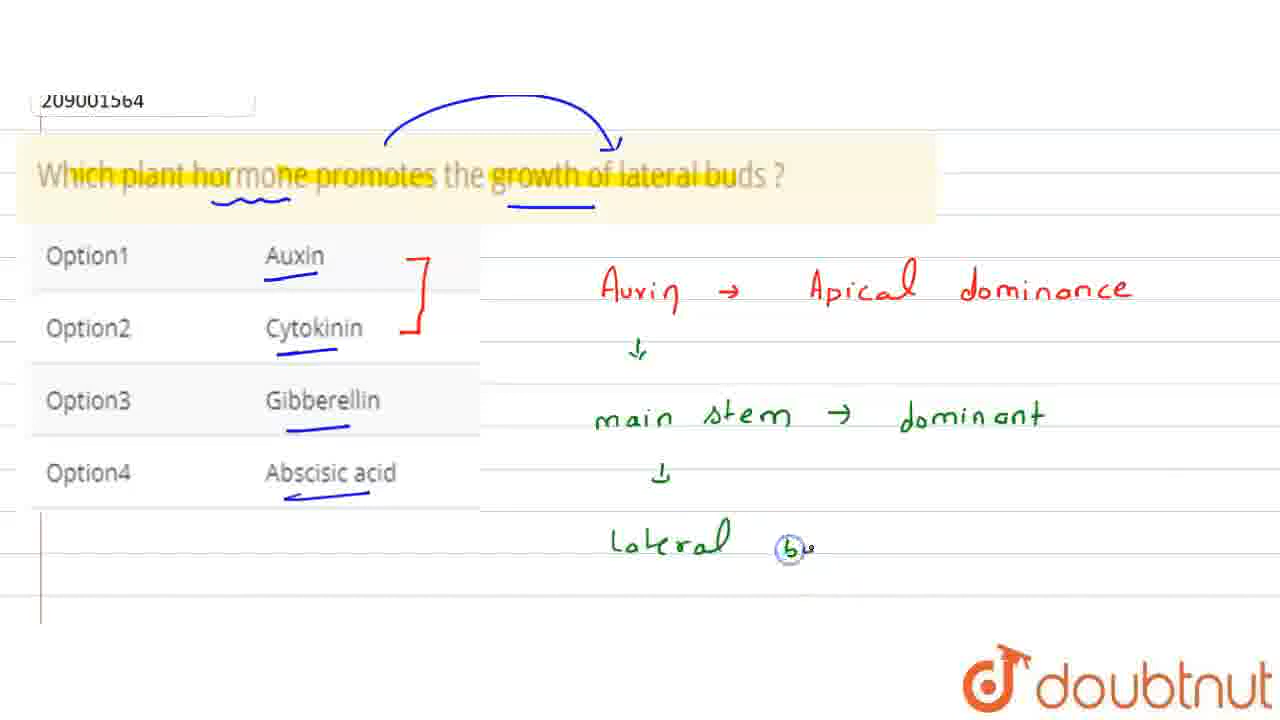 209001564
Which plant hormone promotes the growth of lateral buds ?
Option1 Auxin
Option2 Cytokinin
Option3 Gibberellin
Option4 Abscisic acid
Auxin → Apical dominance
↓
main stem → dominant
↓
Lateral bu
doubtnut